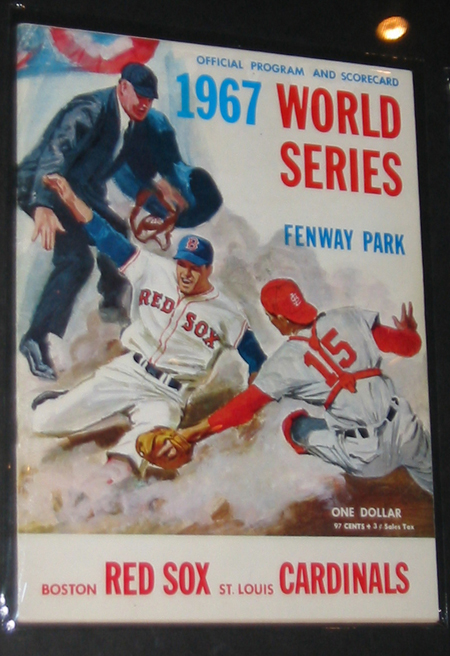 OFFICIAL PROGRAM AND SCORECARD
1967 WORLD
SERIES
FENWAY PARK
B
RED SOX
15
ONE DOLLAR
97 CENTS + 3¢ Sales Tax
BOSTON RED SOX ST. LOUIS CARDINALS